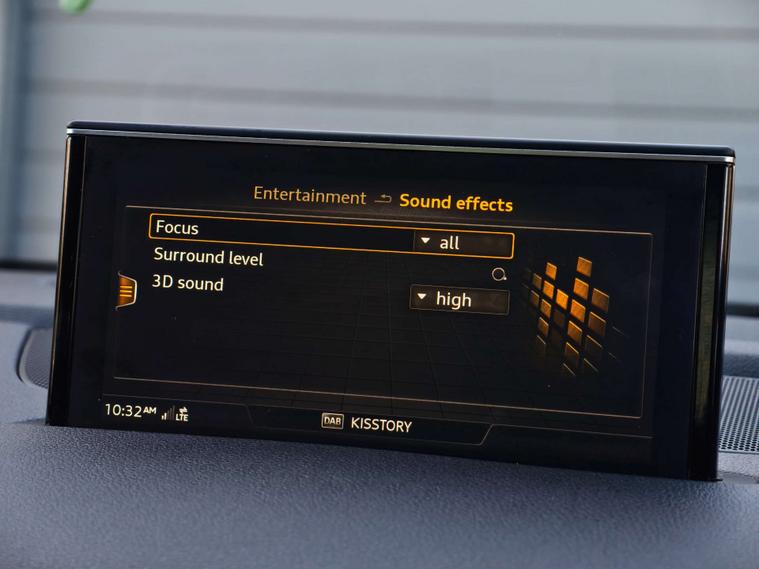 Entertainment Sound effects
Focus all
Surround level
3D sound high
10:32AM LTE DAB KISSTORY